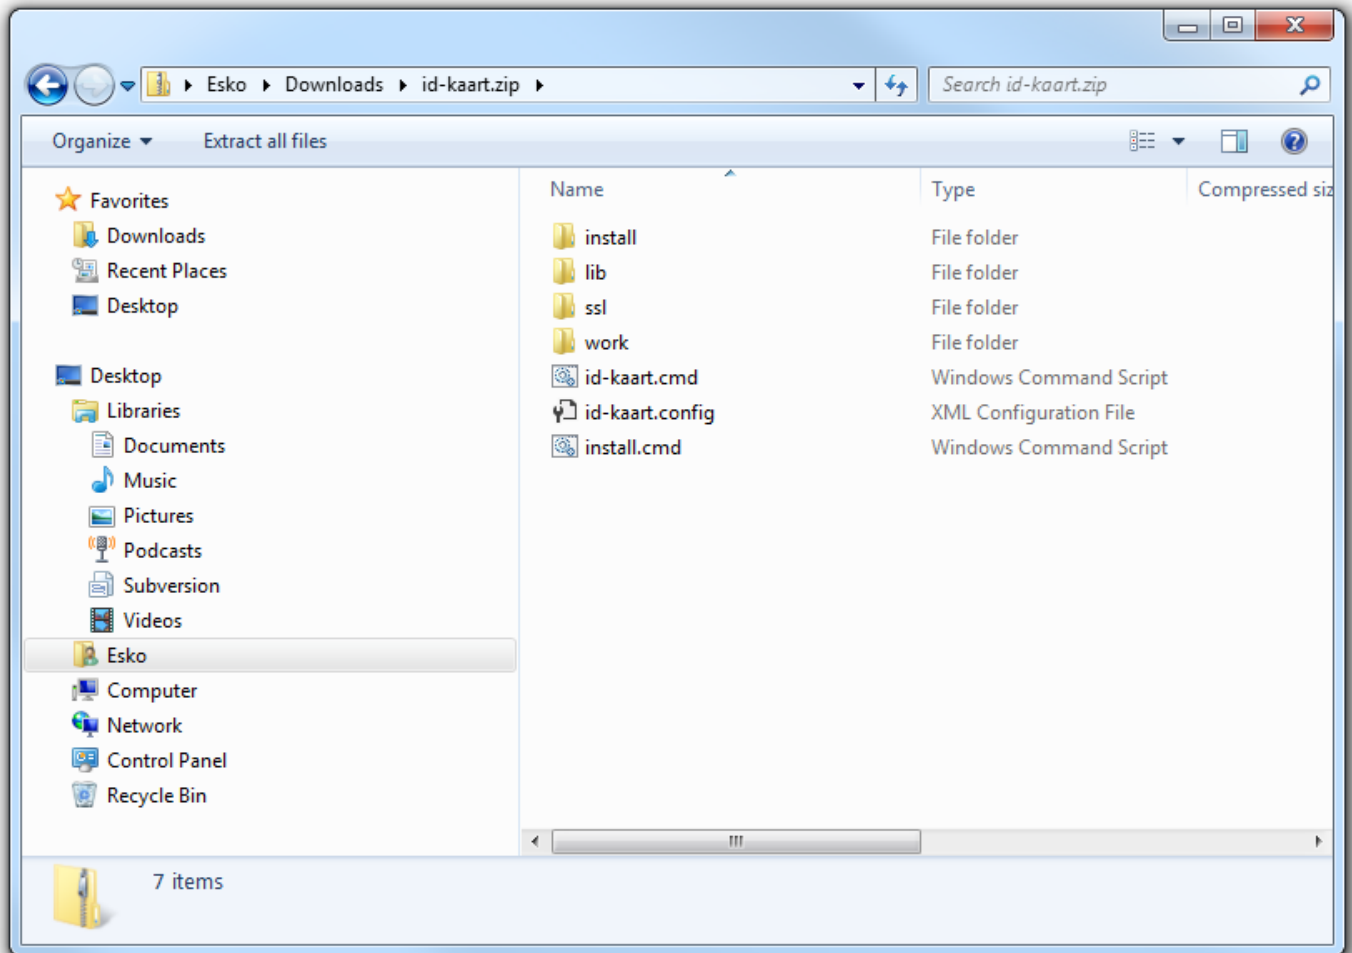 Esko Downloads id-kaart.zip
Search id-kaart.zip
Organize Extract all files
Favorites
Downloads
Recent Places
Desktop
Desktop
Libraries
Documents
Music
Pictures
Podcasts
Subversion
Videos
Esko
Computer
Network
Control Panel
Recycle Bin
Name Type Compressed siz
install File folder
lib File folder
ssl File folder
work File folder
id-kaart.cmd Windows Command Script
id-kaart.config XML Configuration File
install.cmd Windows Command Script
7 items